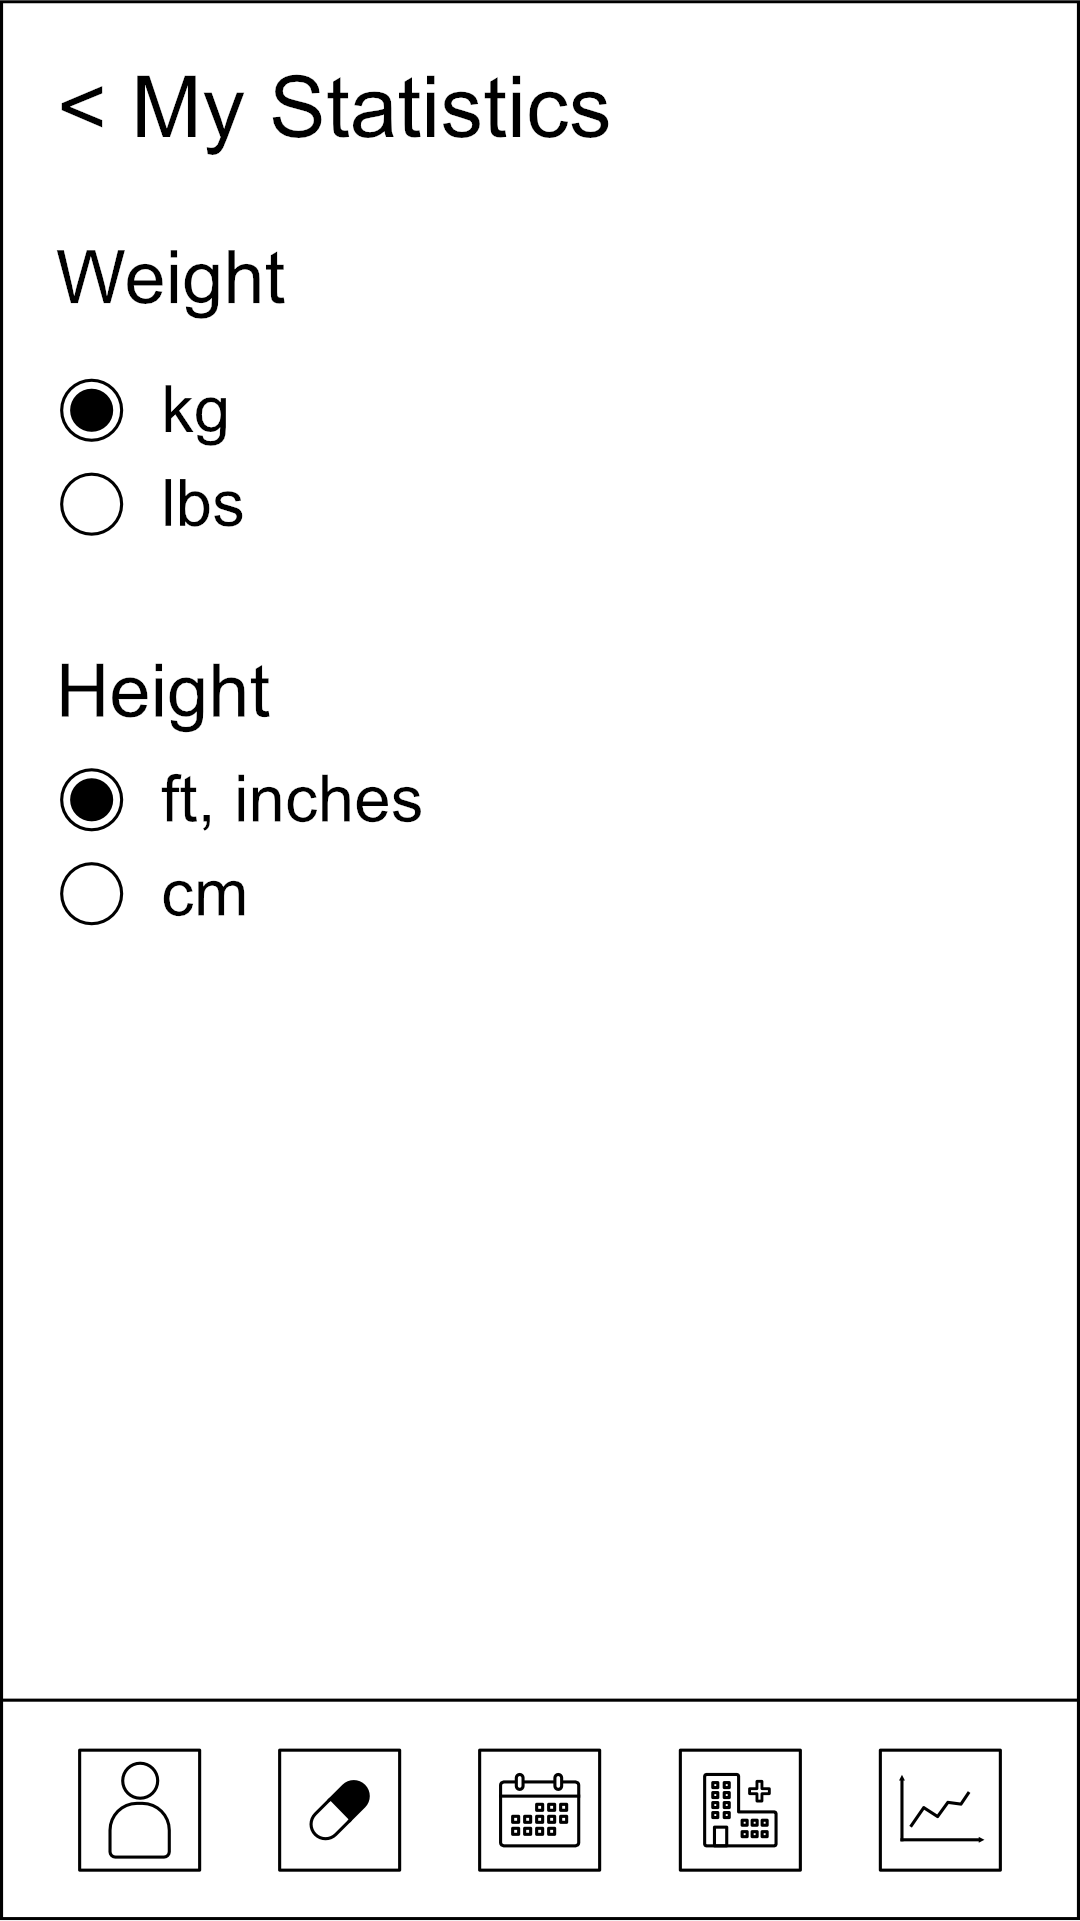 < My Statistics
Weight
kg
lbs
Height
ft, inches
cm